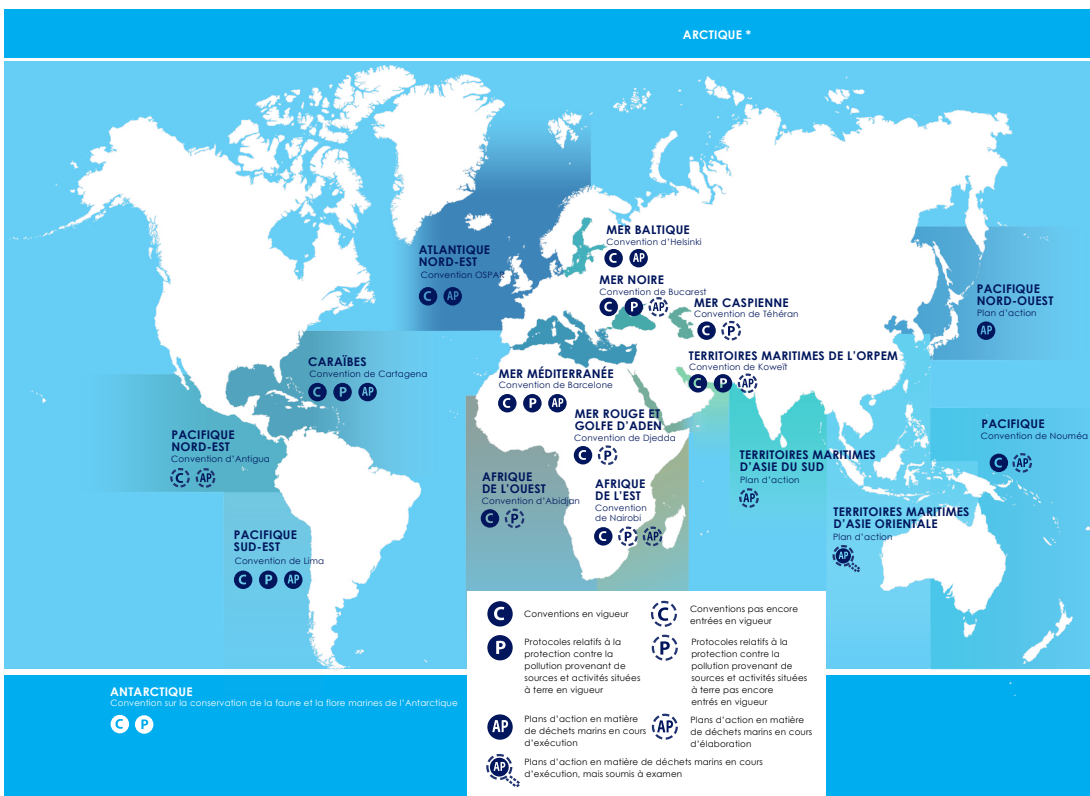 ARCTIQUE *
ATLANTIQUE
NORD-EST
Convention OSPAR
C AP
MER BALTIQUE
Convention d'Helsinki
C AP
MER NOIRE
Convention de Bucarest
C P AP
MER CASPIENNE
Convention de Téhéran
C P
PACIFIQUE
NORD-OUEST
Plan d'action
AP
CARAÏBES
Convention de Cartagena
C P AP
MER MÉDITERRANÉE
Convention de Barcelone
C P AP
TERRITOIRES MARITIMES DE L'ORPEM
Convention de Koweït
C P AP
MER ROUGE ET
GOLFE D'ADEN
Convention de Djedda
C P
PACIFIQUE
NORD-EST
Convention d'Antigua
C AP
PACIFIQUE
Convention de Nouméa
C AP
TERRITOIRES MARITIMES
D'ASIE DU SUD
Plan d'action
AP
AFRIQUE
DE L'OUEST
Convention d'Abidjan
C P
AFRIQUE
DE L'EST
Convention
de Nairobi
C P AP
TERRITOIRES MARITIMES
D'ASIE ORIENTALE
Plan d'action
AP
PACIFIQUE
SUD-EST
Convention de Lima
C P AP
C Conventions en vigueur
C Conventions pas encore
entrées en vigueur
P Protocoles relatifs à la
protection contre la
pollution provenant de
sources et activités situées
à terre en vigueur
P Protocoles relatifs à la
protection contre la
pollution provenant de
sources et activités situées
à terre pas encore
entrés en vigueur
AP Plans d'action en matière
de déchets marins en cours
d'exécution
AP Plans d'action en matière
de déchets marins en cours
d'élaboration
AP Plans d'action en matière de déchets marins en cours
d'exécution, mais soumis à examen
ANTARCTIQUE
Convention sur la conservation de la faune et la flore marines de l'Antarctique
C P